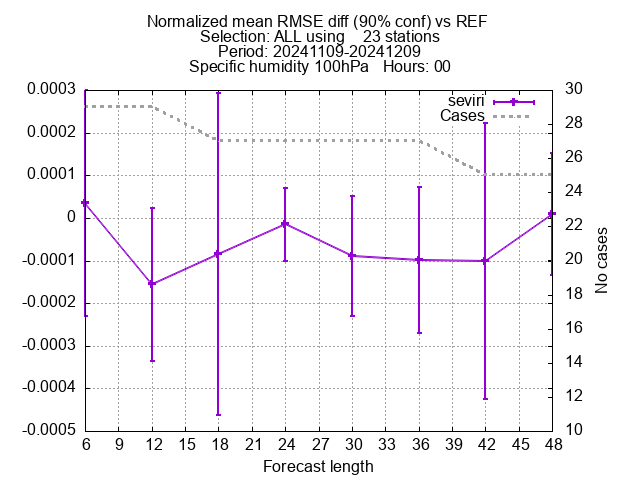 Normalized mean RMSE diff (90% conf) vs REF
Selection: ALL using    23 stations
Period: 20241109-20241209
Specific humidity 100hPa   Hours: 00
seviri
Cases
0.0003
0.0002
0.0001
0
-0.0001
-0.0002
-0.0003
-0.0004
-0.0005
30
28
26
24
22
20
18
16
14
12
10
No cases
6 9 12 15 18 21 24 27 30 33 36 39 42 45 48
Forecast length